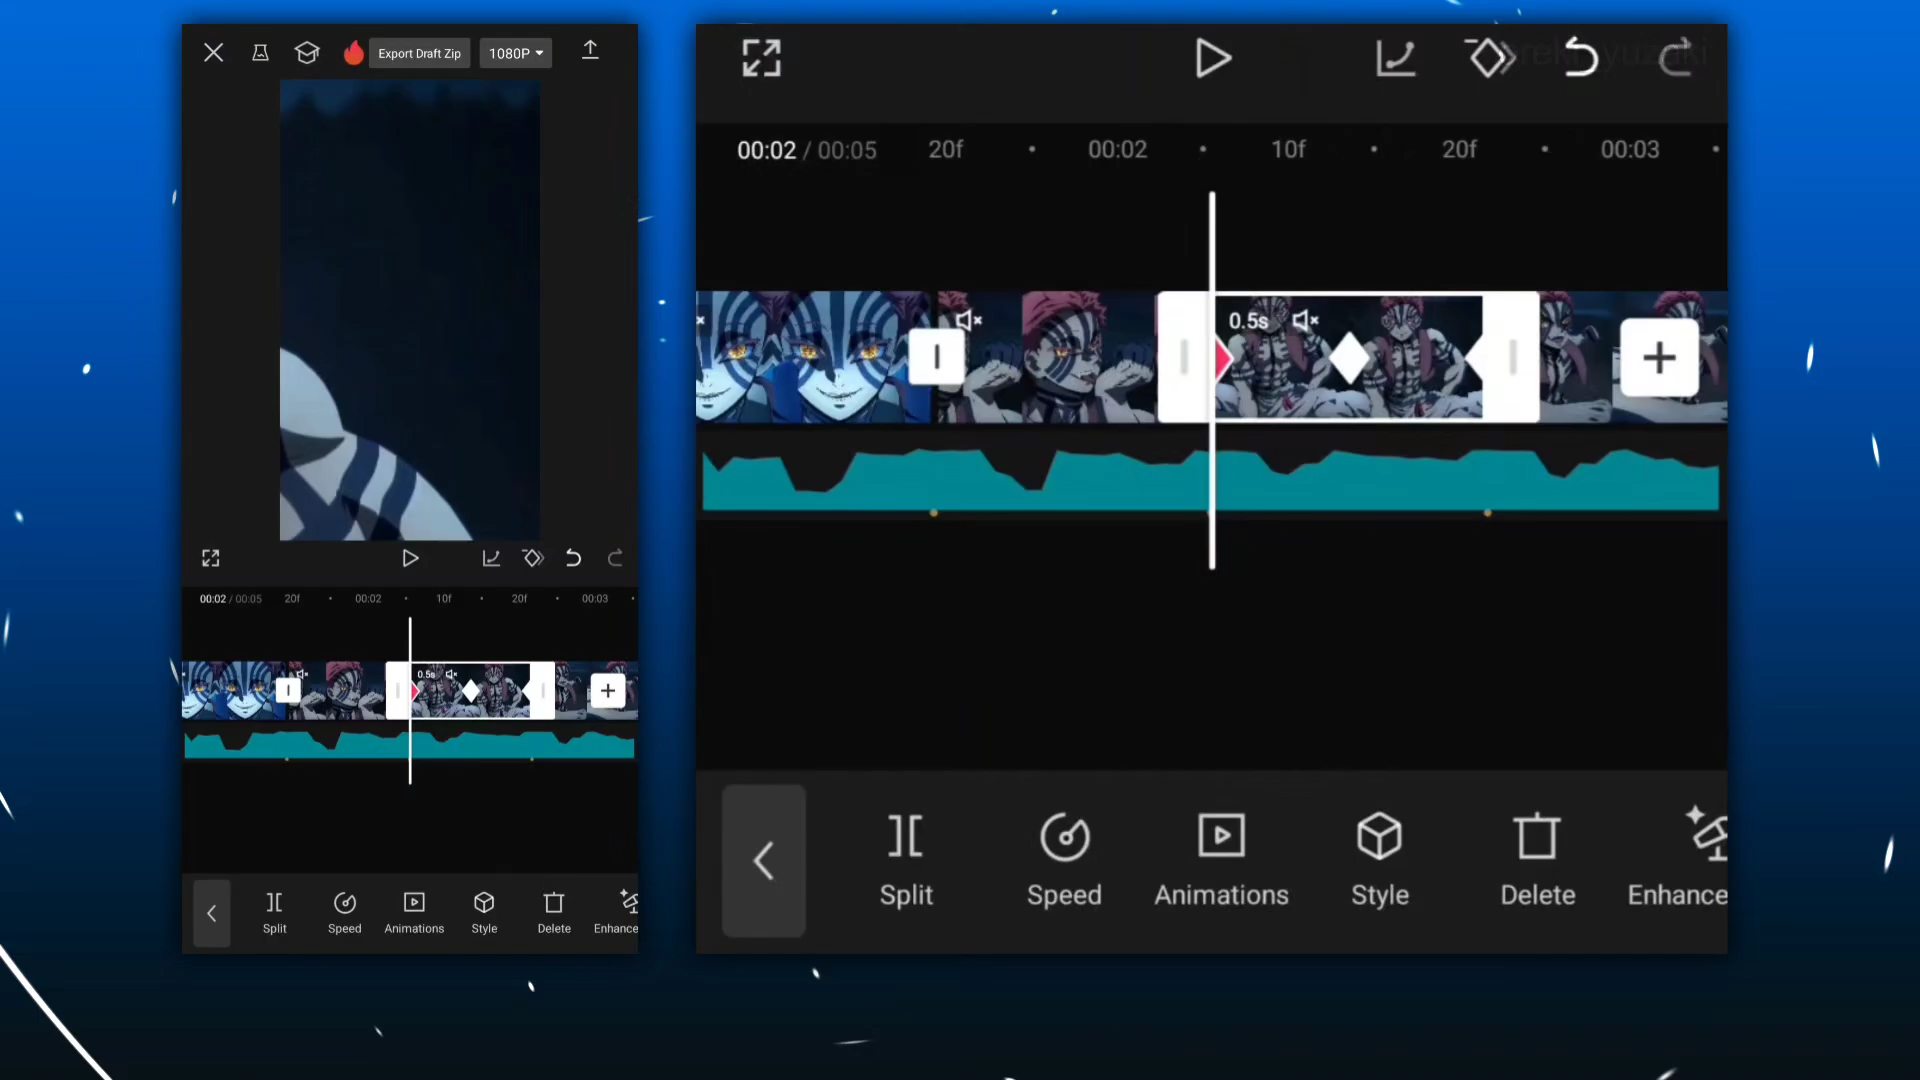 Export Draft Zip
1080P
00:02 / 00:05 20f 00:02 10f 20f 00:03
0.5s
Split Speed Animations Style Delete Enhance
00:02 / 00:05 20f 00:02 10f 20f 00:03
0.5s
Split Speed Animations Style Delete Enhance